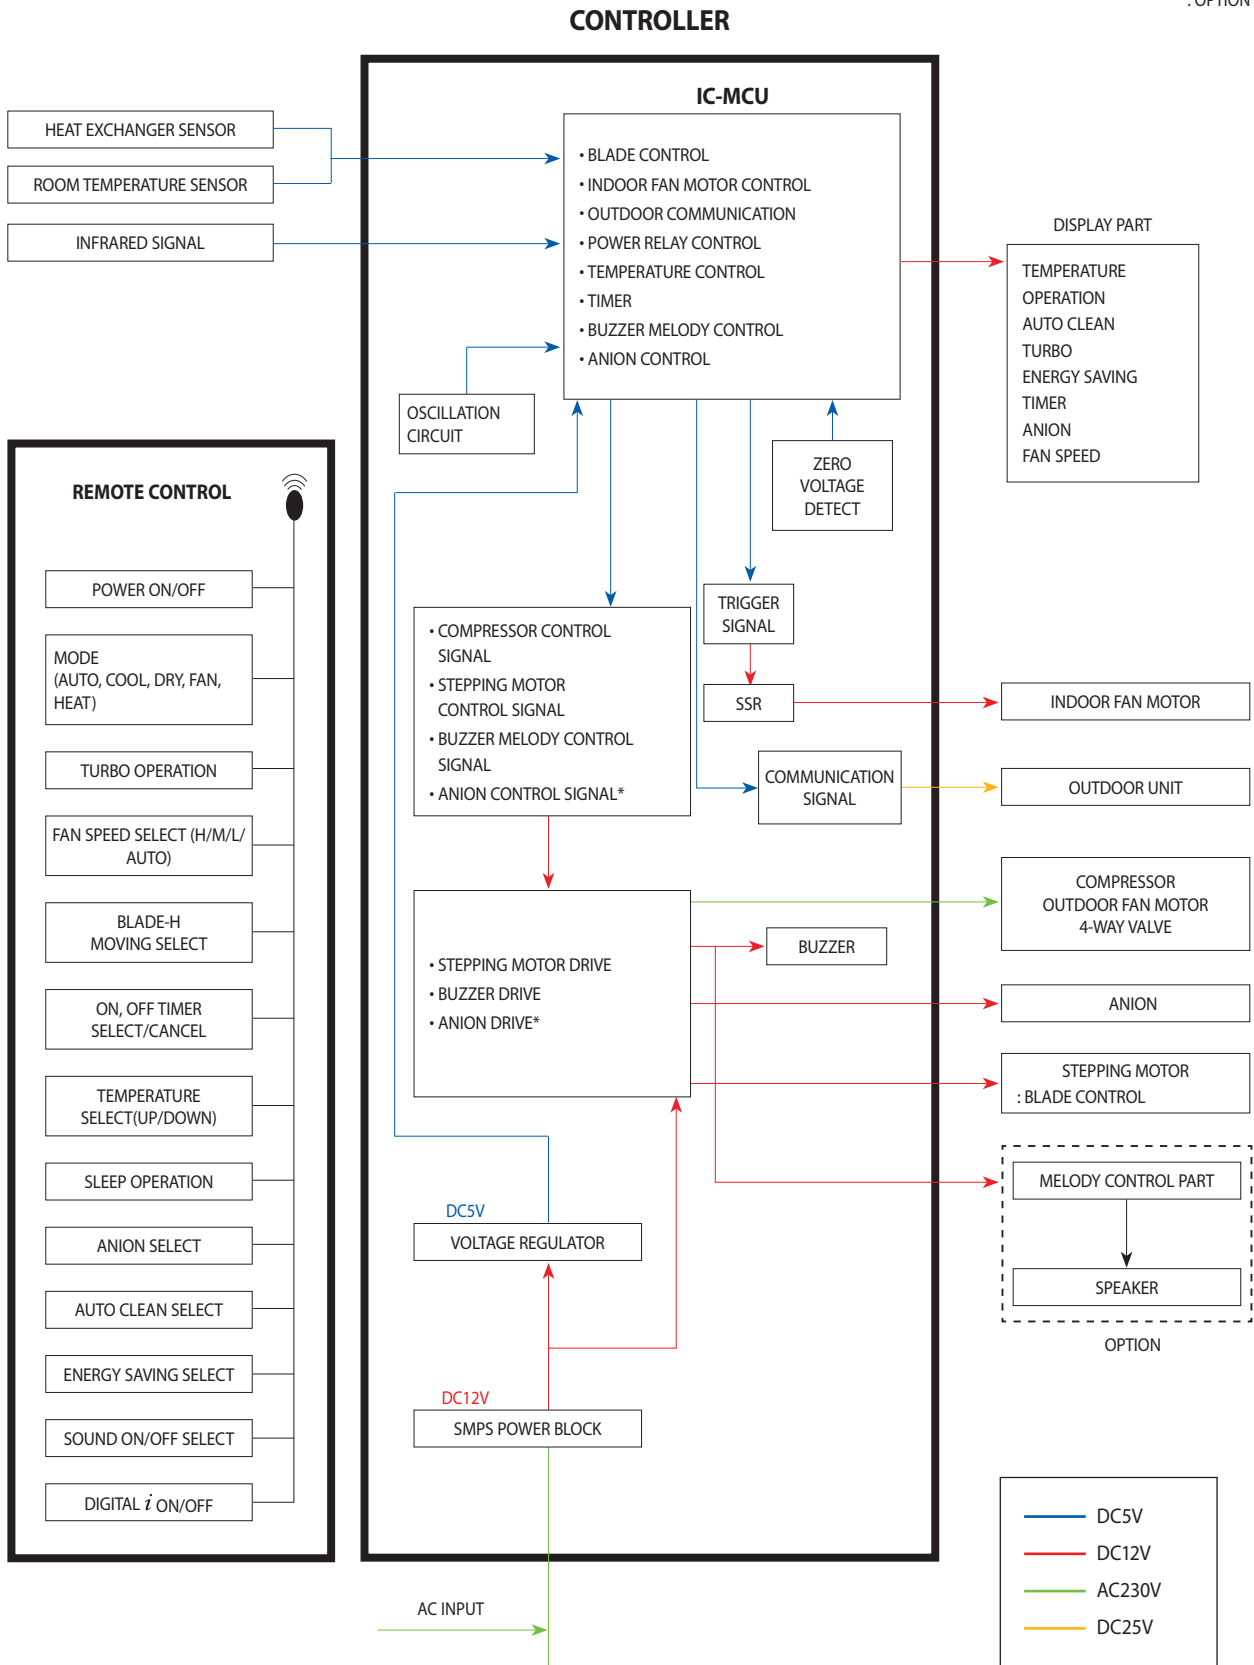 : OPTION
CONTROLLER
IC-MCU
HEAT EXCHANGER SENSOR
ROOM TEMPERATURE SENSOR
INFRARED SIGNAL
• BLADE CONTROL
• INDOOR FAN MOTOR CONTROL
• OUTDOOR COMMUNICATION
• POWER RELAY CONTROL
• TEMPERATURE CONTROL
• TIMER
• BUZZER MELODY CONTROL
• ANION CONTROL
DISPLAY PART
TEMPERATURE
OPERATION
AUTO CLEAN
TURBO
ENERGY SAVING
TIMER
ANION
FAN SPEED
OSCILLATION
CIRCUIT
ZERO
VOLTAGE
DETECT
REMOTE CONTROL
POWER ON/OFF
MODE
(AUTO, COOL, DRY, FAN,
HEAT)
TURBO OPERATION
FAN SPEED SELECT (H/M/L/
AUTO)
BLADE-H
MOVING SELECT
ON, OFF TIMER
SELECT/CANCEL
TEMPERATURE
SELECT(UP/DOWN)
SLEEP OPERATION
ANION SELECT
AUTO CLEAN SELECT
ENERGY SAVING SELECT
SOUND ON/OFF SELECT
DIGITAL i ON/OFF
• COMPRESSOR CONTROL
SIGNAL
• STEPPING MOTOR
CONTROL SIGNAL
• BUZZER MELODY CONTROL
SIGNAL
• ANION CONTROL SIGNAL*
TRIGGER
SIGNAL
SSR
COMMUNICATION
SIGNAL
INDOOR FAN MOTOR
OUTDOOR UNIT
COMPRESSOR
OUTDOOR FAN MOTOR
4-WAY VALVE
• STEPPING MOTOR DRIVE
• BUZZER DRIVE
• ANION DRIVE*
BUZZER
ANION
STEPPING MOTOR
: BLADE CONTROL
MELODY CONTROL PART
SPEAKER
OPTION
DC5V
VOLTAGE REGULATOR
DC12V
SMPS POWER BLOCK
AC INPUT
DC5V
DC12V
AC230V
DC25V